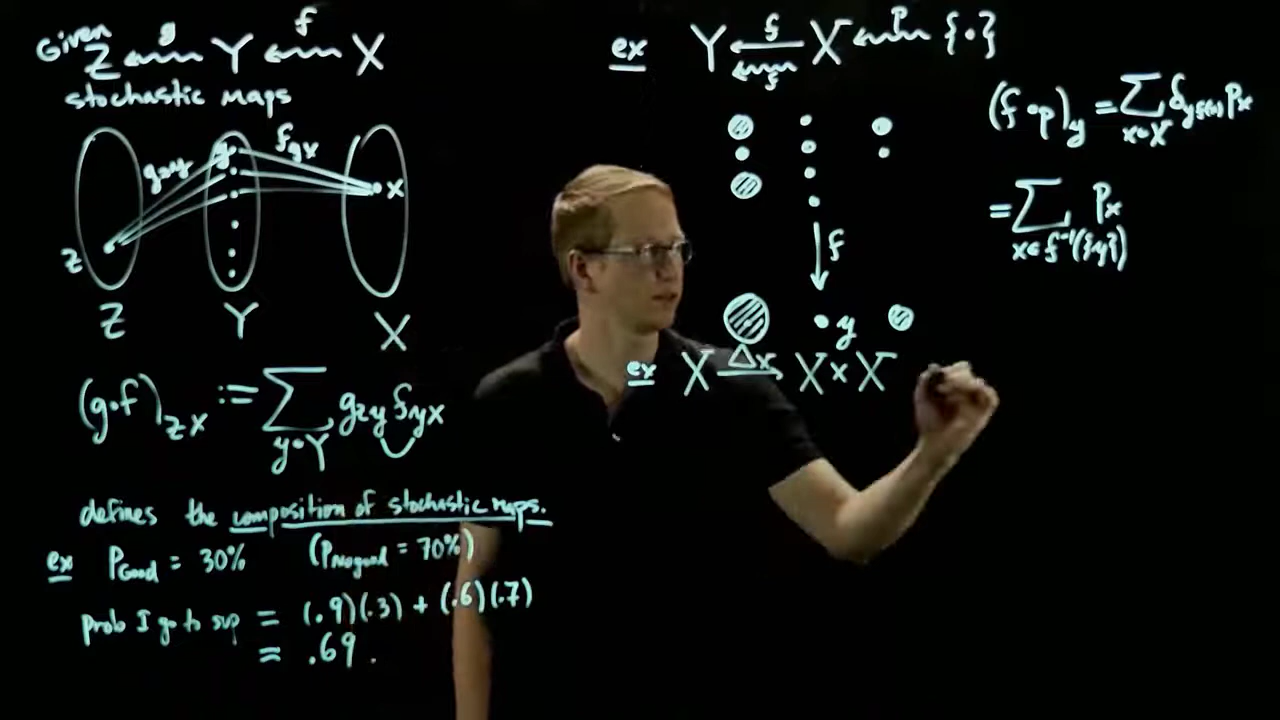 Given
g f
Z ⇜ Y ⇜ X
stochastic maps
g_zy y f_yx x
z
Z Y X
(g∘f)_zx := Σ_{y∈Y} g_zy f_yx
defines the composition of stochastic maps.
ex P_Good = 30% (P_No good = 70%)
prob I go to sup = (.9)(.3) + (.6)(.7)
= .69.
ex Y ←f X ⇜p {•}
f
f
y
ex X Δ_X→ X × X
(f∘p)_y = Σ_{x∈X} δ_{yf(x)} p_x
= Σ_{x∈f⁻¹({y})} p_x